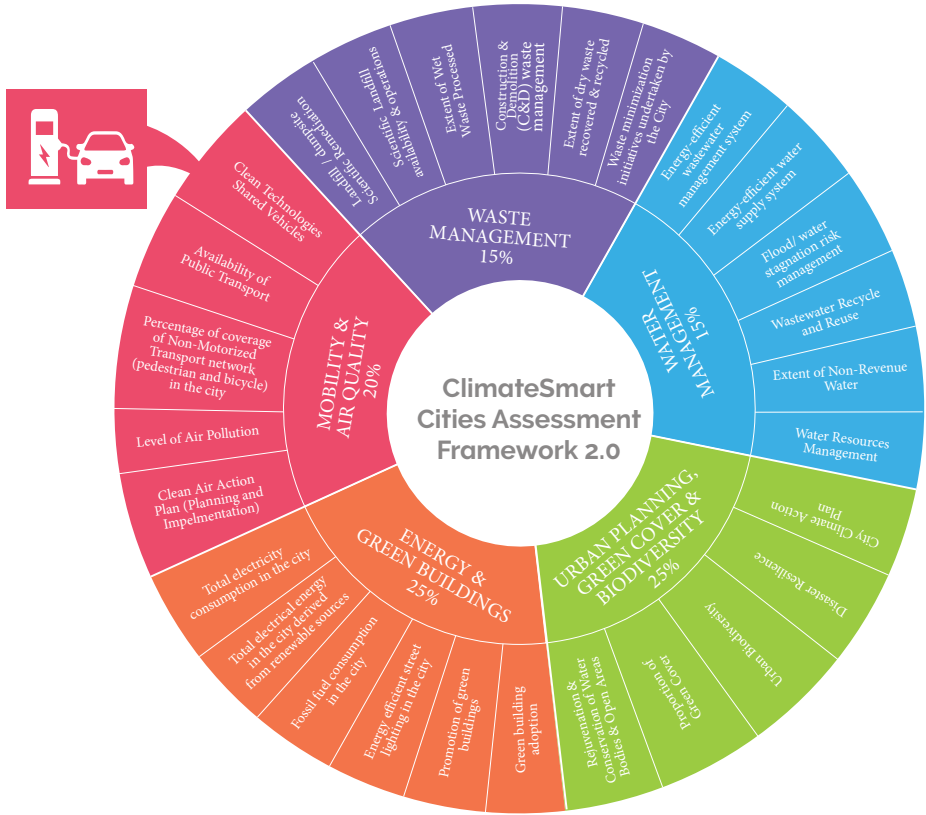 ClimateSmart
Cities Assessment
Framework 2.0
WASTE
MANAGEMENT
15%
Landfill / dumpsite
Scientific Remediation
Scientific Landfill
availability & operations
Extent of Wet
Waste Processed
Construction &
Demolition
(C&D) waste
management
Extent of dry waste
recovered & recycled
Waste minimization
initiatives undertaken by
the City
WATER
MANAGEMENT
15%
Energy-efficient
wastewater
management system
Energy-efficient water
supply system
Flood/ water
stagnation risk
management
Wastewater Recycle
and Reuse
Extent of Non-Revenue
Water
Water Resources
Management
URBAN PLANNING,
GREEN COVER &
BIODIVERSITY
25%
City Climate Action
Plan
Disaster Resilience
Urban Biodiversity
Proportion of
Green Cover
Rejuvenation &
Conservation of Water
Bodies & Open Areas
ENERGY &
GREEN BUILDINGS
25%
Green building
adoption
Promotion of green
buildings
Energy efficient street
lighting in the city
Fossil fuel consumption
in the city
Total electrical energy
in the city derived
from renewable sources
Total electricity
consumption in the city
MOBILITY &
AIR QUALITY
20%
Clean Air Action
Plan (Planning and
Impelmentation)
Level of Air Pollution
Percentage of coverage
of Non-Motorized
Transport network
(pedestrian and bicycle)
in the city
Availability of
Public Transport
Clean Technologies
Shared Vehicles